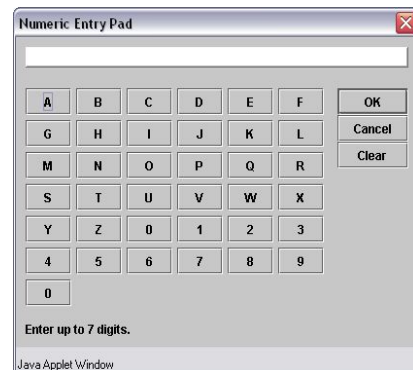 Numeric Entry Pad
A B C D E F OK
G H I J K L Cancel
M N O P Q R Clear
S T U V W X
Y Z 0 1 2 3
4 5 6 7 8 9
0
Enter up to 7 digits.
Java Applet Window